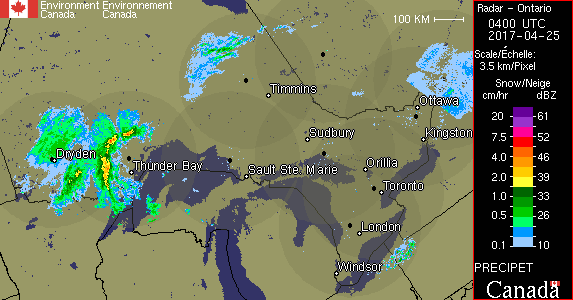 Environment Environnement
Canada Canada
100 KM
Timmins
Ottawa
Sudbury
Kingston
Dryden
Thunder Bay
Sault Ste. Marie
Orillia
Toronto
London
Windsor
Radar - Ontario
0400 UTC
2017-04-25
Scale/Échelle:
3.5 km/Pixel
Snow/Neige
cm/hr dBZ
20 61
7.5 52
4.0 46
2.0 39
1.0 33
0.5 26
0.1 10
PRECIPET
Canada